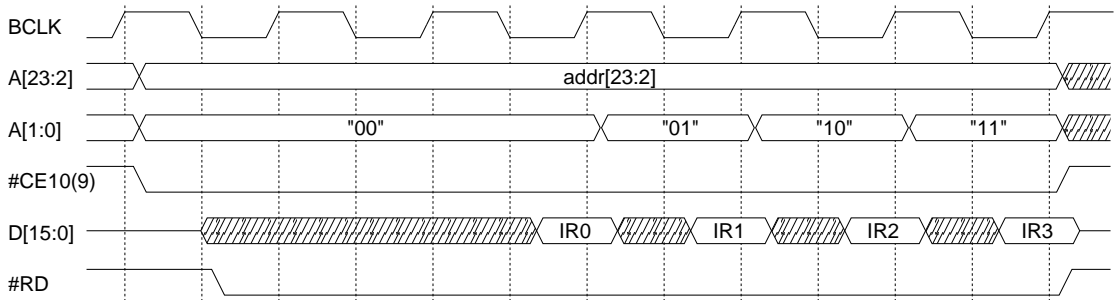 BCLK
A[23:2] addr[23:2]
A[1:0] "00" "01" "10" "11"
#CE10(9)
D[15:0] IR0 IR1 IR2 IR3
#RD